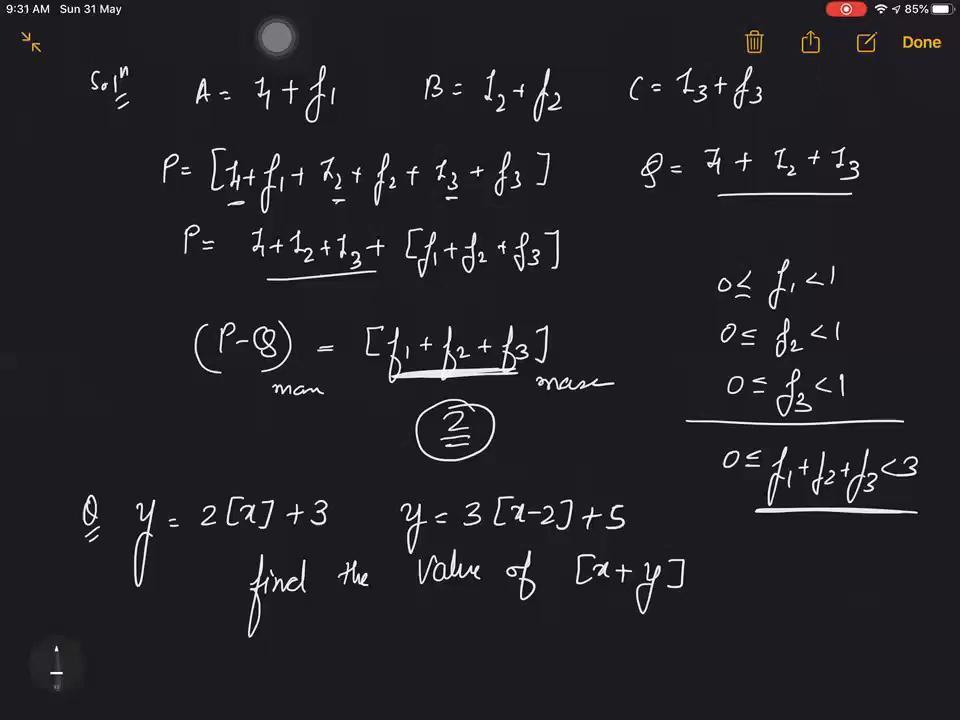 9:31 AM Sun 31 May 85%
Done
Solⁿ A = I₁ + f₁ B = I₂ + f₂ C = I₃ + f₃
P = [I₁ + f₁ + I₂ + f₂ + I₃ + f₃] Q = I₁ + I₂ + I₃
P = I₁ + I₂ + I₃ + [f₁ + f₂ + f₃]
0 ≤ f₁ < 1
(P-Q) = [f₁ + f₂ + f₃] 0 ≤ f₂ < 1
max max 0 ≤ f₃ < 1
2
0 ≤ f₁ + f₂ + f₃ < 3
Q y = 2[x] + 3 y = 3[x-2] + 5
find the value of [x + y]